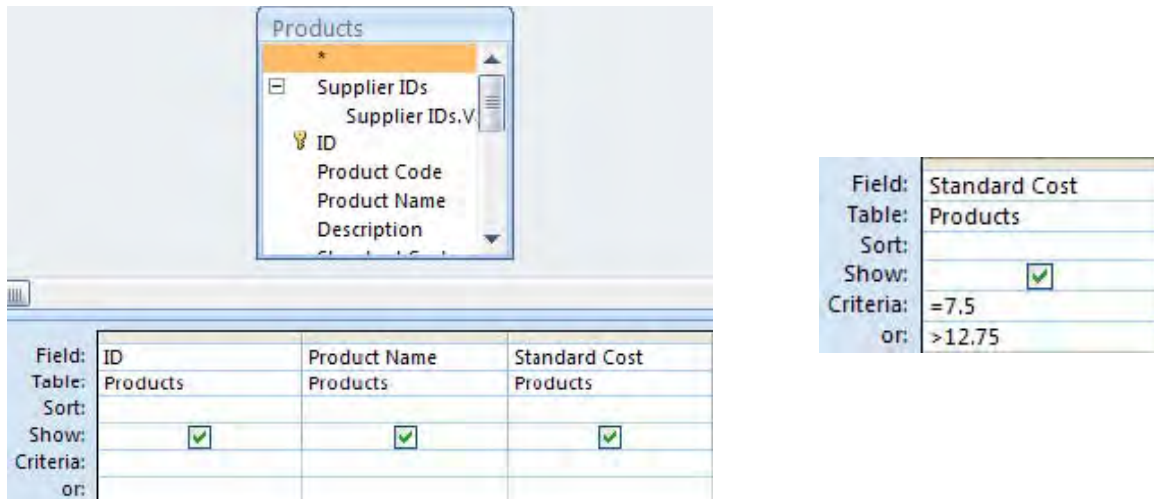 Products
*
Supplier IDs
Supplier IDs.V
ID
Product Code
Product Name
Description
Field: ID Product Name Standard Cost
Table: Products Products Products
Sort:
Show:
Criteria:
or:
Field: Standard Cost
Table: Products
Sort:
Show:
Criteria: =7.5
or: >12.75